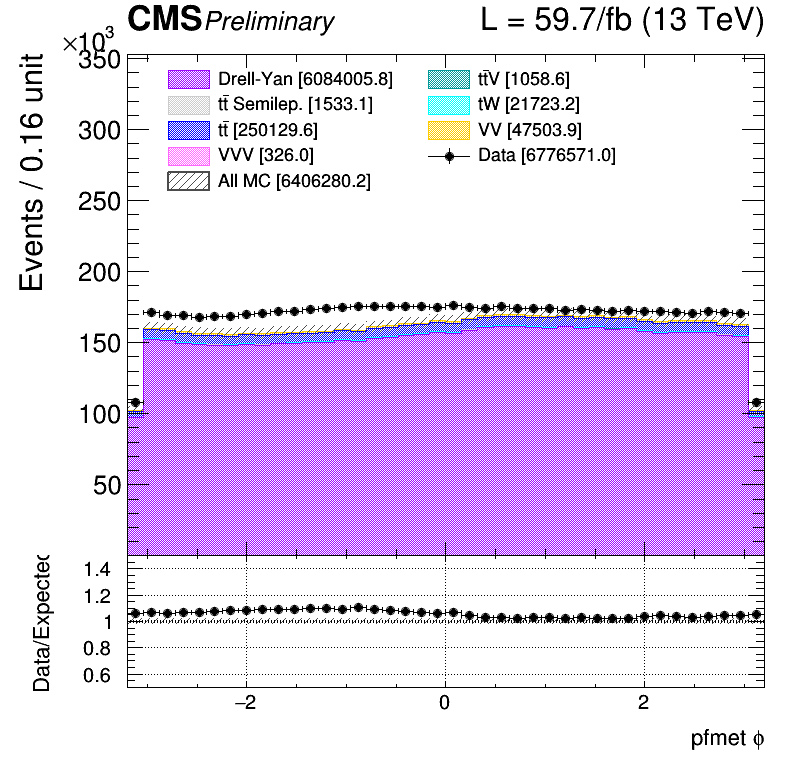 CMS Preliminary L = 59.7/fb (13 TeV)
×10³
Events / 0.16 unit
350
300
250
200
150
100
50
Drell-Yan [6084005.8]
tt̄ Semilep. [1533.1]
tt̄ [250129.6]
VVV [326.0]
All MC [6406280.2]
tt̄V [1058.6]
tW [21723.2]
VV [47503.9]
Data [6776571.0]
Data/Expected
1.4
1.2
1
0.8
0.6
−2 0 2
pfmet ϕ